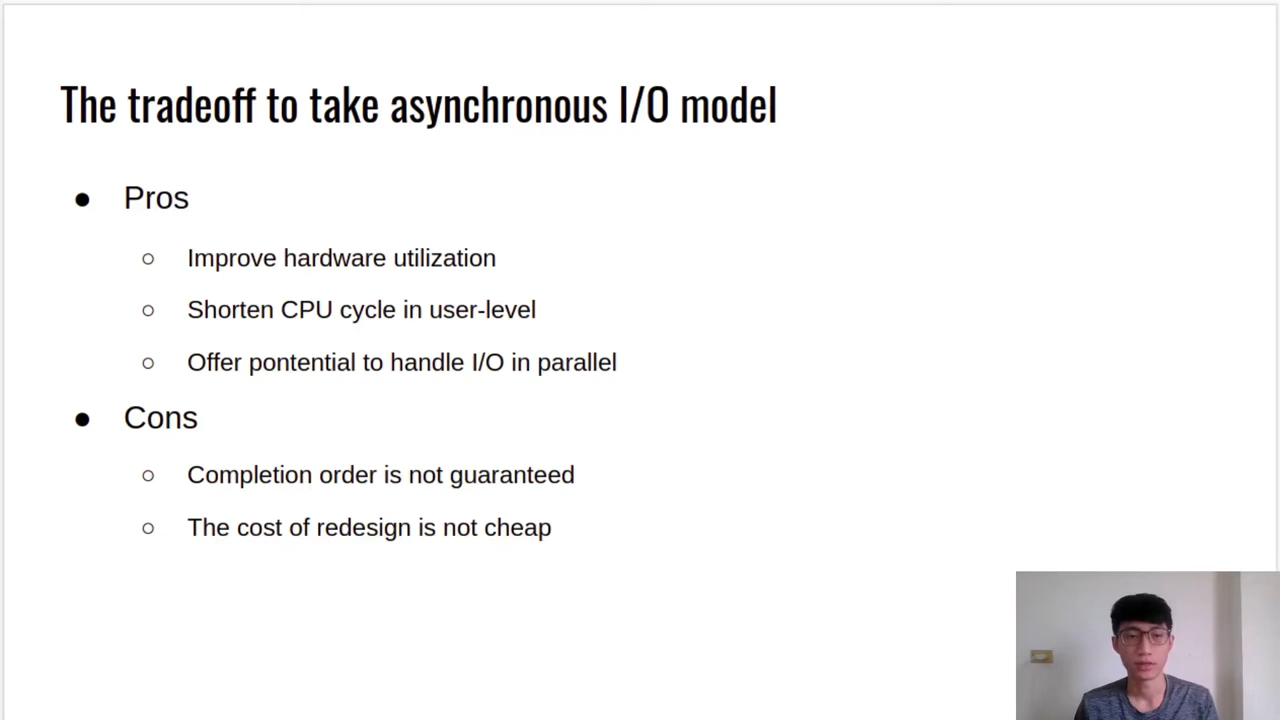 The tradeoff to take asynchronous I/O model
● Pros
○ Improve hardware utilization
○ Shorten CPU cycle in user-level
○ Offer pontential to handle I/O in parallel
● Cons
○ Completion order is not guaranteed
○ The cost of redesign is not cheap